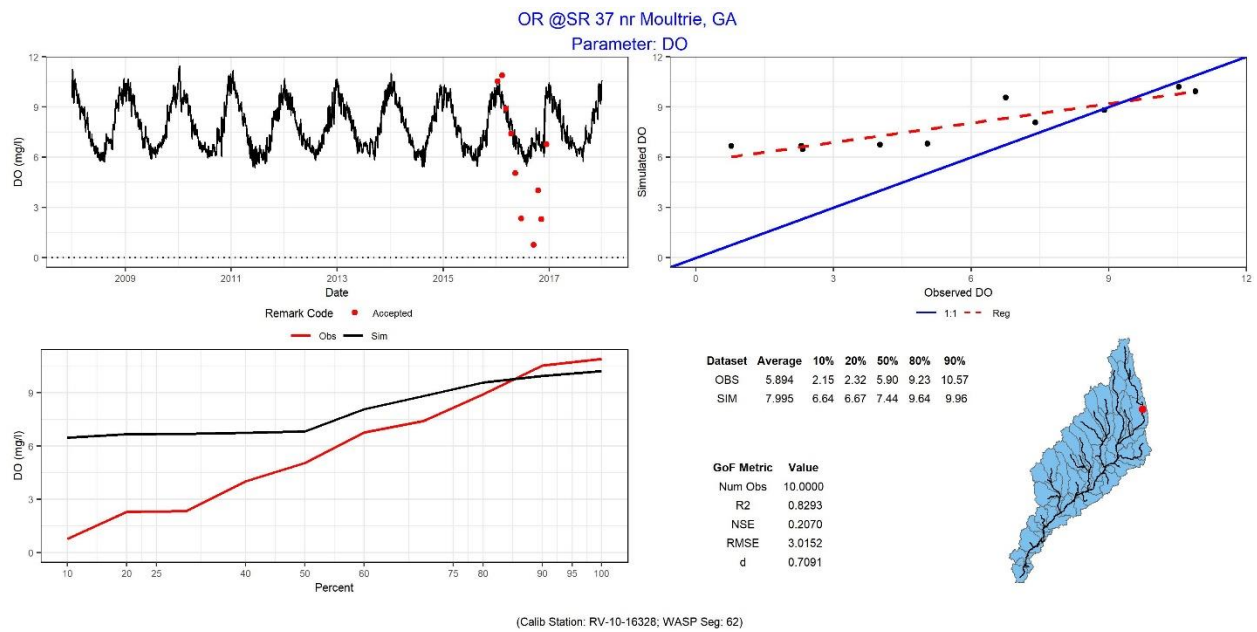 OR @SR 37 nr Moultrie, GA
Parameter: DO
DO (mg/l)
12
9
6
3
0
2009
2011
2013
2015
2017
Date
Remark Code
Accepted
Simulated DO
12
9
6
3
0
0
3
6
9
12
Observed DO
1:1
Reg
Obs
Sim
DO (mg/l)
9
6
3
0
10
20
25
40
50
60
75
80
90
95
100
Percent
Dataset Average 10% 20% 50% 80% 90%
OBS 5.894 2.15 2.32 5.90 9.23 10.57
SIM 7.995 6.64 6.67 7.44 9.64 9.96
GoF Metric Value
Num Obs 10.0000
R2 0.8293
NSE 0.2070
RMSE 3.0152
d 0.7091
(Calib Station: RV-10-16328; WASP Seg: 62)